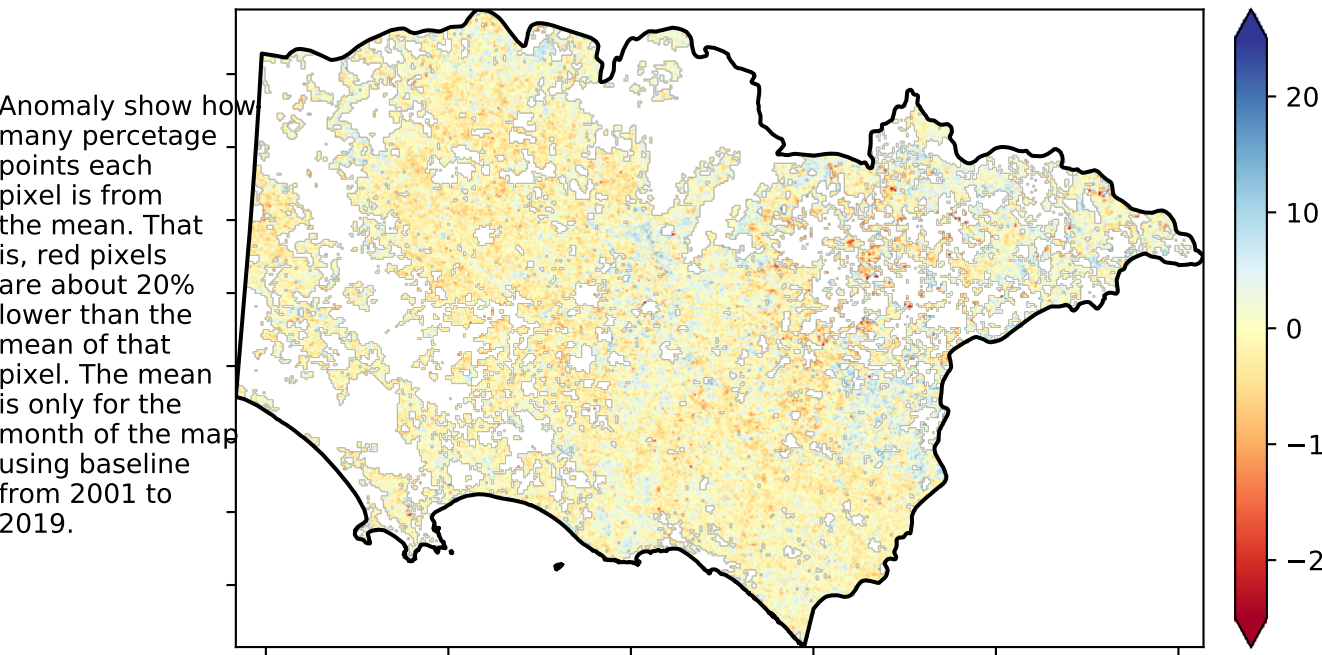 Anomaly show how
many percetage
points each
pixel is from
the mean. That
is, red pixels
are about 20%
lower than the
mean of that
pixel. The mean
is only for the
month of the map
using baseline
from 2001 to
2019.
20
10
0
−1
−2